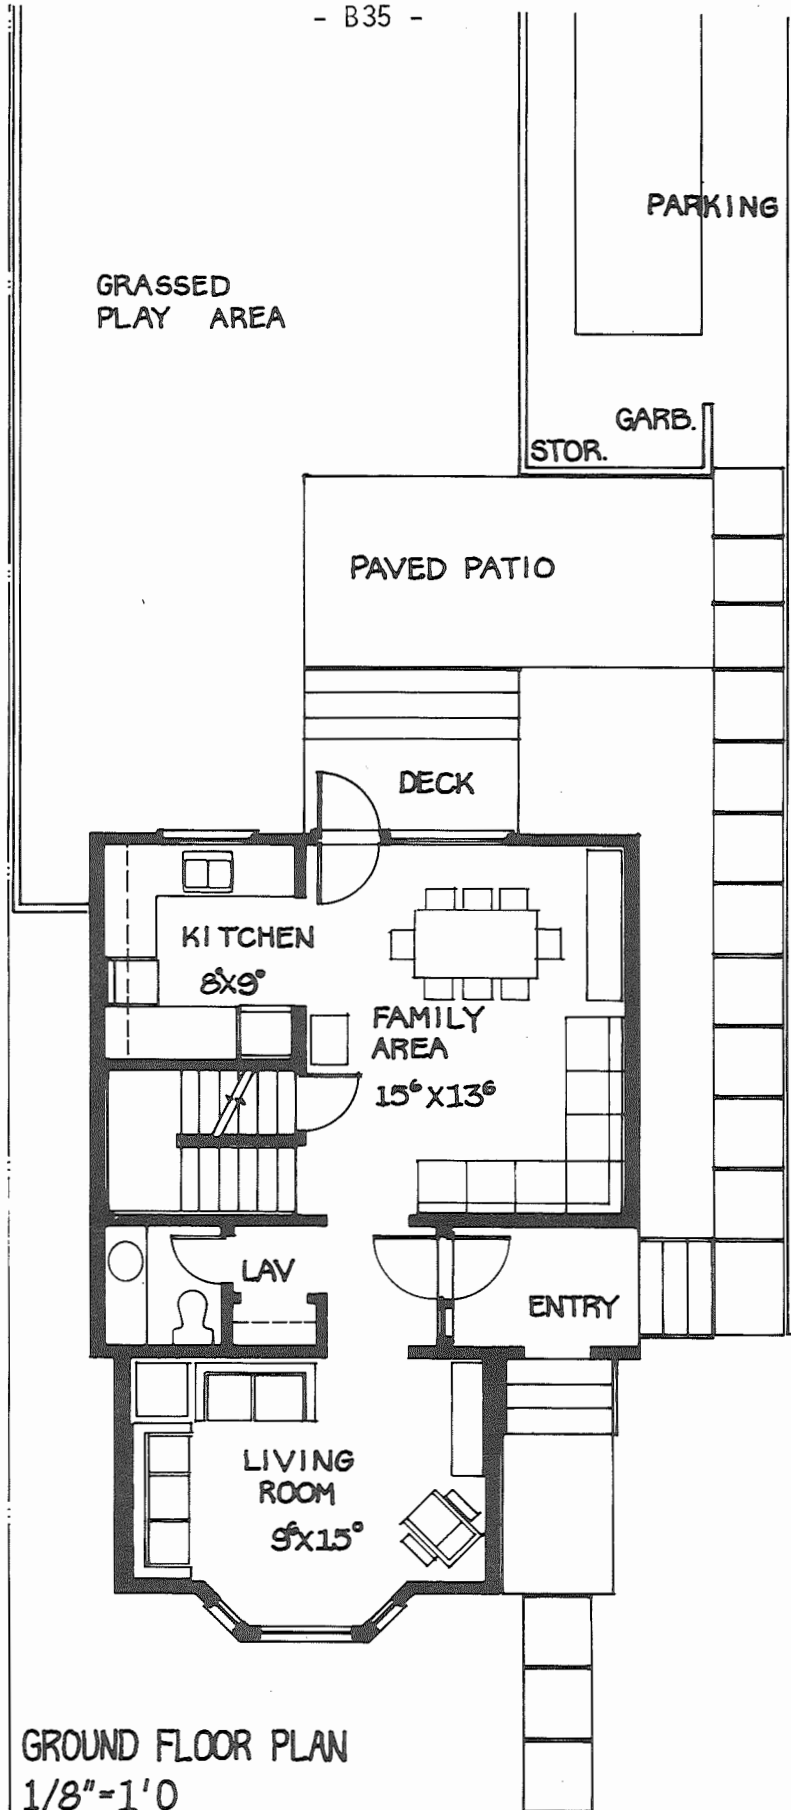 - B35 -
PARKING
GRASSED
PLAY AREA
GARB.
STOR.
PAVED PATIO
DECK
KITCHEN
8⁰X9⁰
FAMILY
AREA
15⁶X13⁶
LAV
ENTRY
LIVING
ROOM
9⁶X15⁰
GROUND FLOOR PLAN
1/8"=1'0